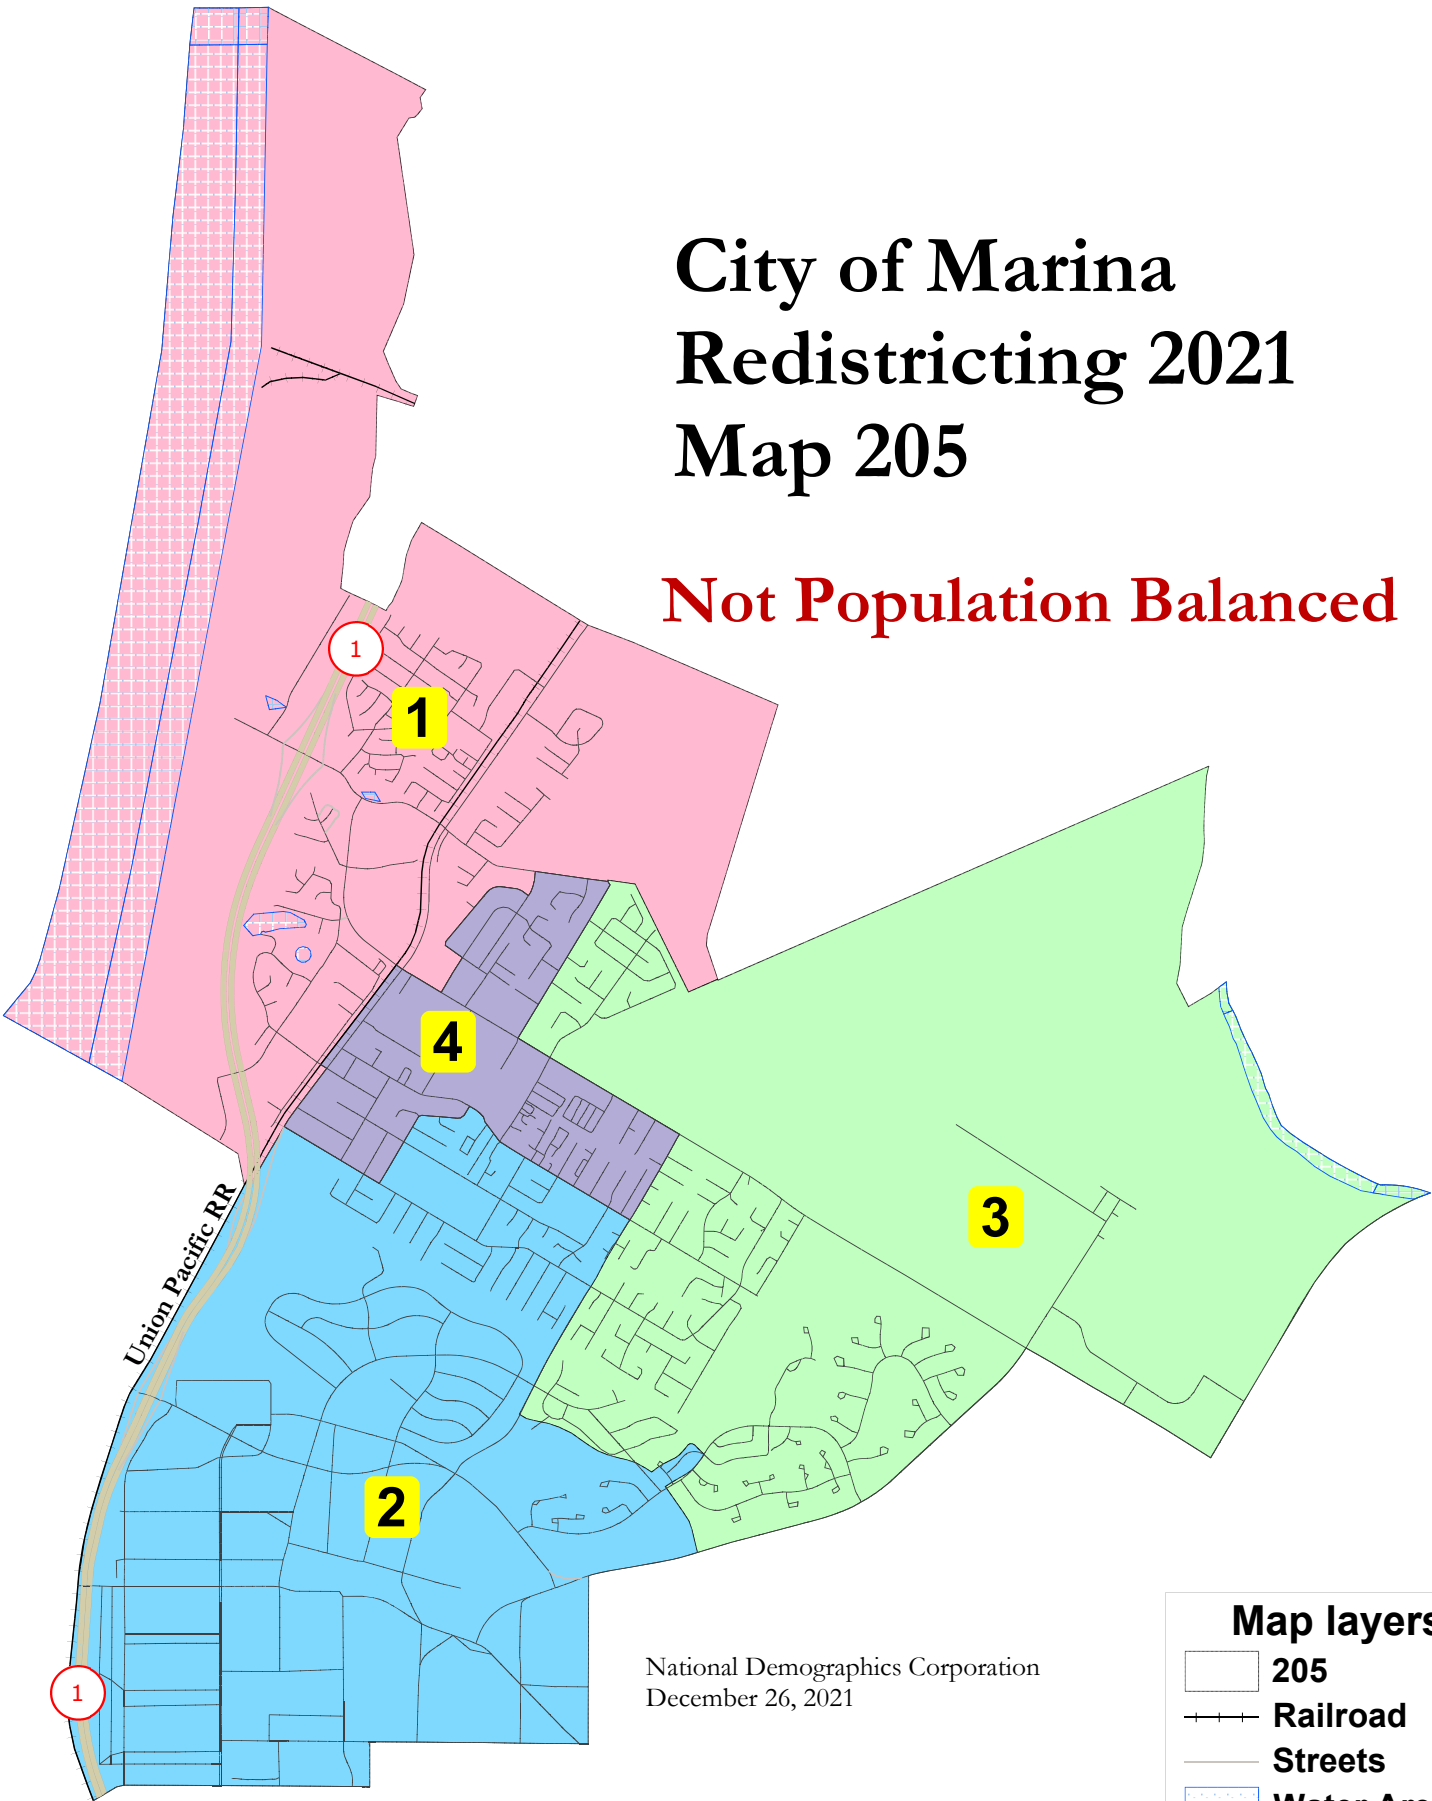 City of Marina
Redistricting 2021
Map 205
Not Population Balanced
1
1
4
3
Union Pacific RR
2
1
National Demographics Corporation
December 26, 2021
Map layers
205
Railroad
Streets
Water